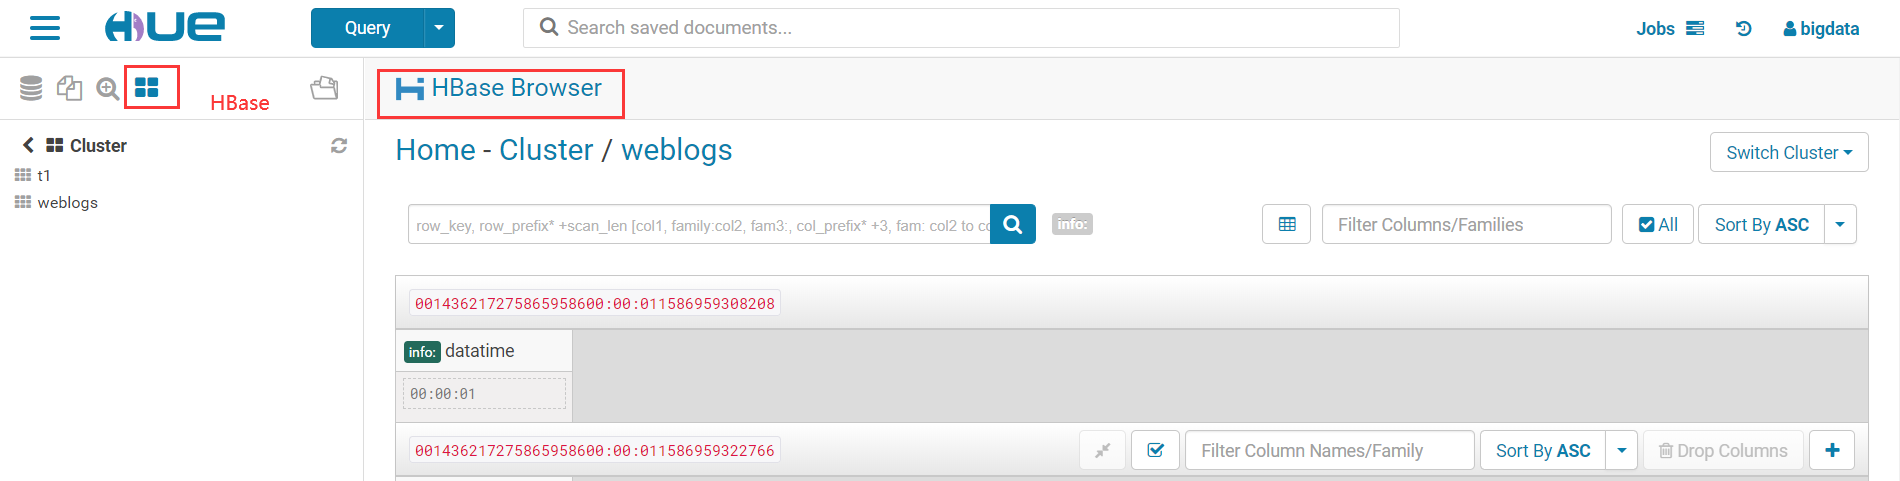 HUE
Query
Search saved documents...
Jobs
bigdata
HBase
HBase Browser
Cluster
t1
weblogs
Home - Cluster / weblogs
Switch Cluster
row_key, row_prefix* +scan_len [col1, family:col2, fam3:, col_prefix* +3, fam: col2 to co
info:
Filter Columns/Families
All
Sort By ASC
001436217275865958600:00:011586959308208
info: datatime
00:00:01
001436217275865958600:00:011586959322766
Filter Column Names/Family
Sort By ASC
Drop Columns